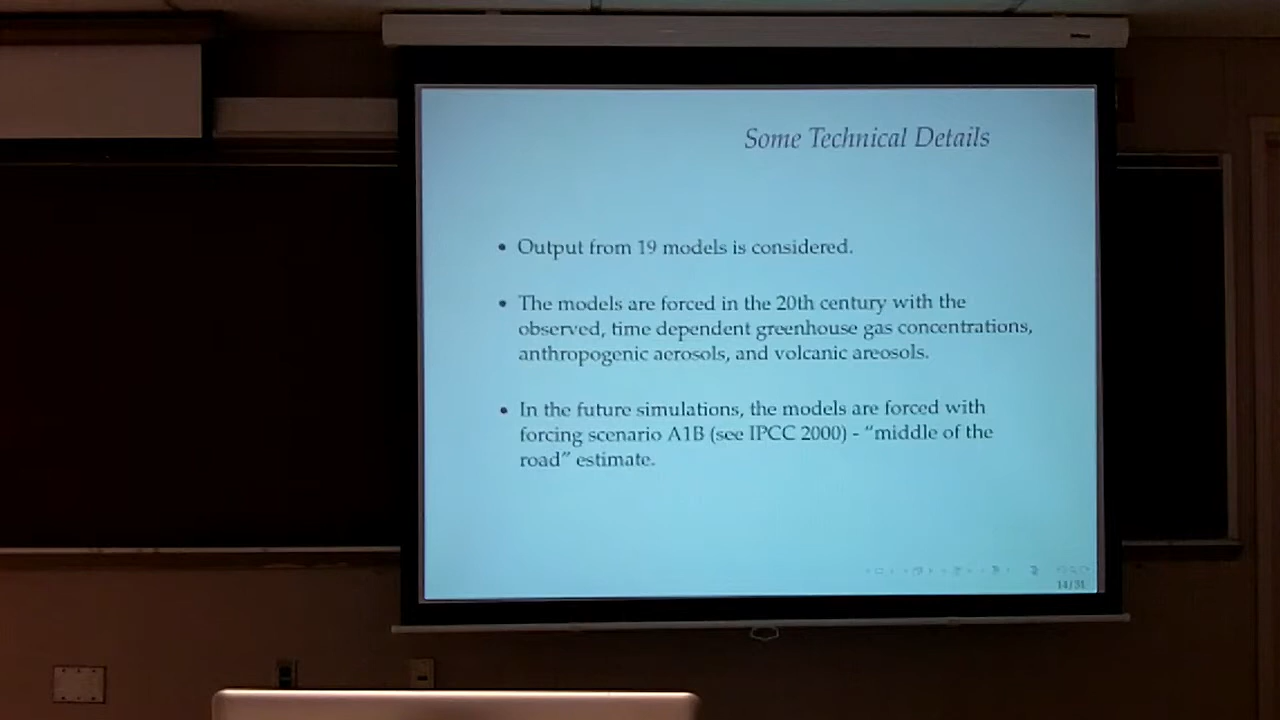 Some Technical Details
• Output from 19 models is considered.
• The models are forced in the 20th century with the
observed, time dependent greenhouse gas concentrations,
anthropogenic aerosols, and volcanic areosols.
• In the future simulations, the models are forced with
forcing scenario A1B (see IPCC 2000) - “middle of the
road” estimate.
14/31